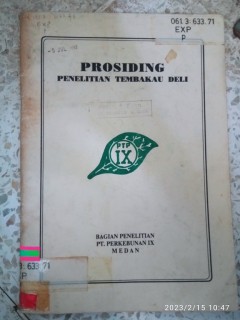 061.3:633.71
EXP
p
PROSIDING
PENELITIAN TEMBAKAU DELI
PTP
IX
BAGIAN PENELITIAN
PT. PERKEBUNAN IX
MEDAN
633.71
P
2023/2/15 10:47